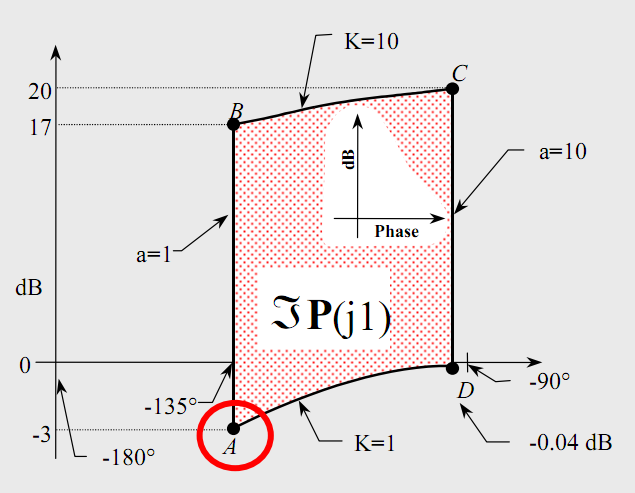 K=10
C
20
B
17
dB
a=10
Phase
a=1
dB
ℑP(j1)
0
-135°
D
-90°
-3
A
K=1
-0.04 dB
-180°